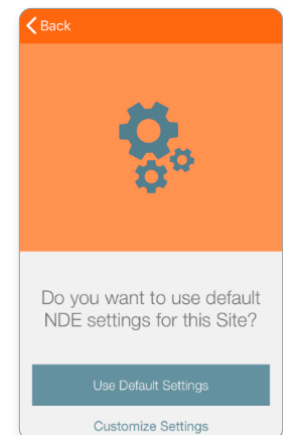 Back
Do you want to use default
NDE settings for this Site?
Use Default Settings
Customize Settings